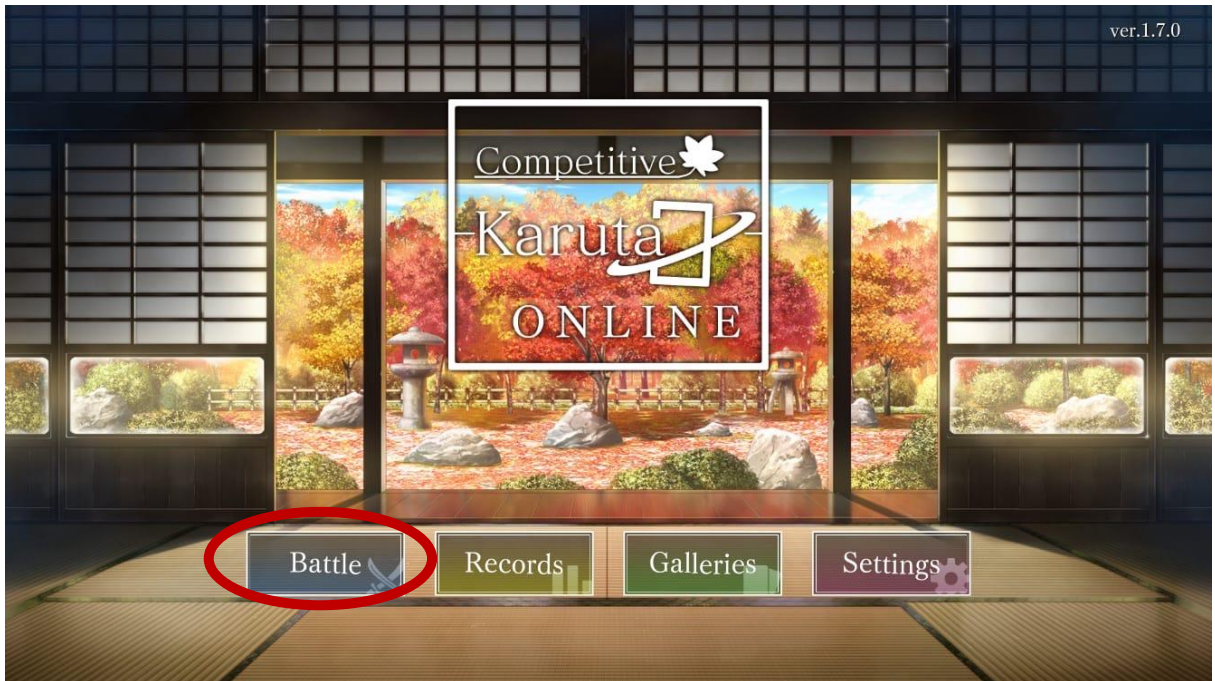 ver.1.7.0
Competitive
Karuta
ONLINE
Battle
Records
Galleries
Settings